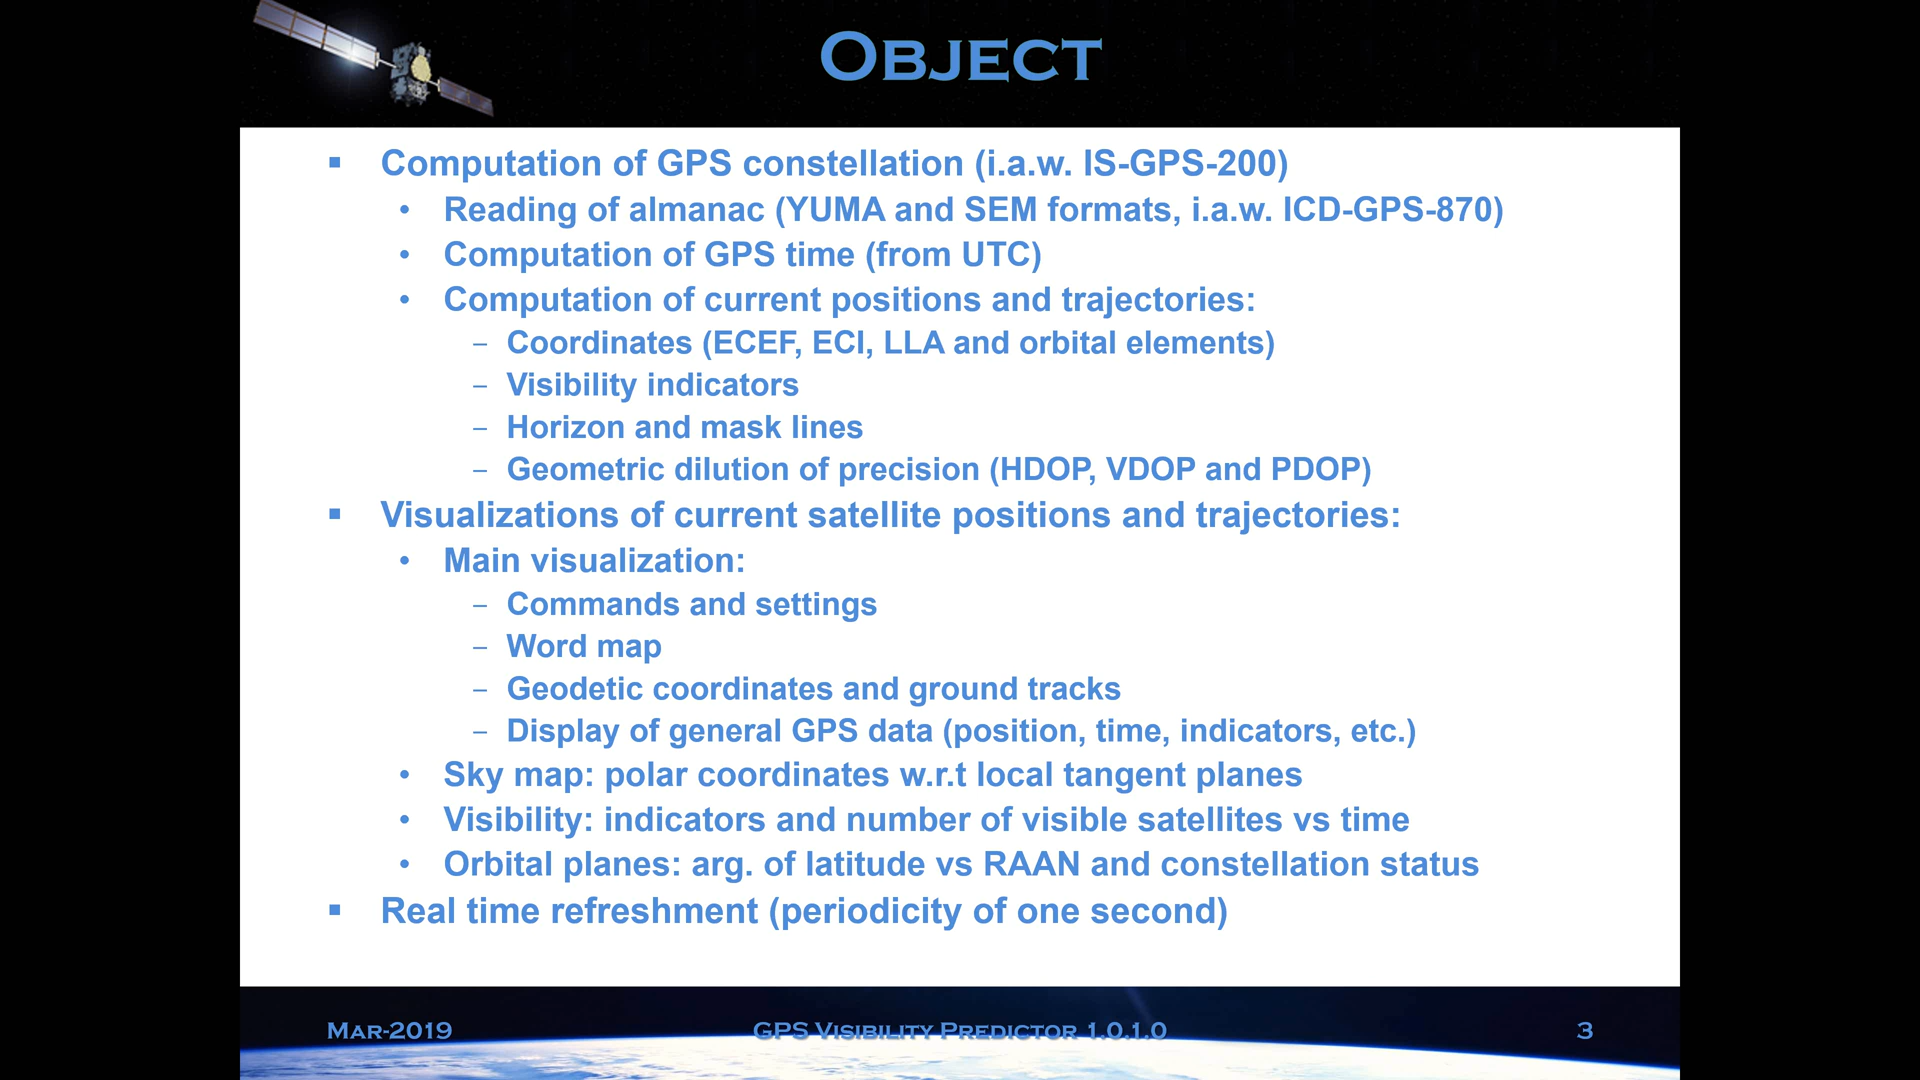 OBJECT
▪ Computation of GPS constellation (i.a.w. IS-GPS-200)
• Reading of almanac (YUMA and SEM formats, i.a.w. ICD-GPS-870)
• Computation of GPS time (from UTC)
• Computation of current positions and trajectories:
– Coordinates (ECEF, ECI, LLA and orbital elements)
– Visibility indicators
– Horizon and mask lines
– Geometric dilution of precision (HDOP, VDOP and PDOP)
▪ Visualizations of current satellite positions and trajectories:
• Main visualization:
– Commands and settings
– Word map
– Geodetic coordinates and ground tracks
– Display of general GPS data (position, time, indicators, etc.)
• Sky map: polar coordinates w.r.t local tangent planes
• Visibility: indicators and number of visible satellites vs time
• Orbital planes: arg. of latitude vs RAAN and constellation status
▪ Real time refreshment (periodicity of one second)
MAR-2019 GPS VISIBILITY PREDICTOR 1.0.1.0 3